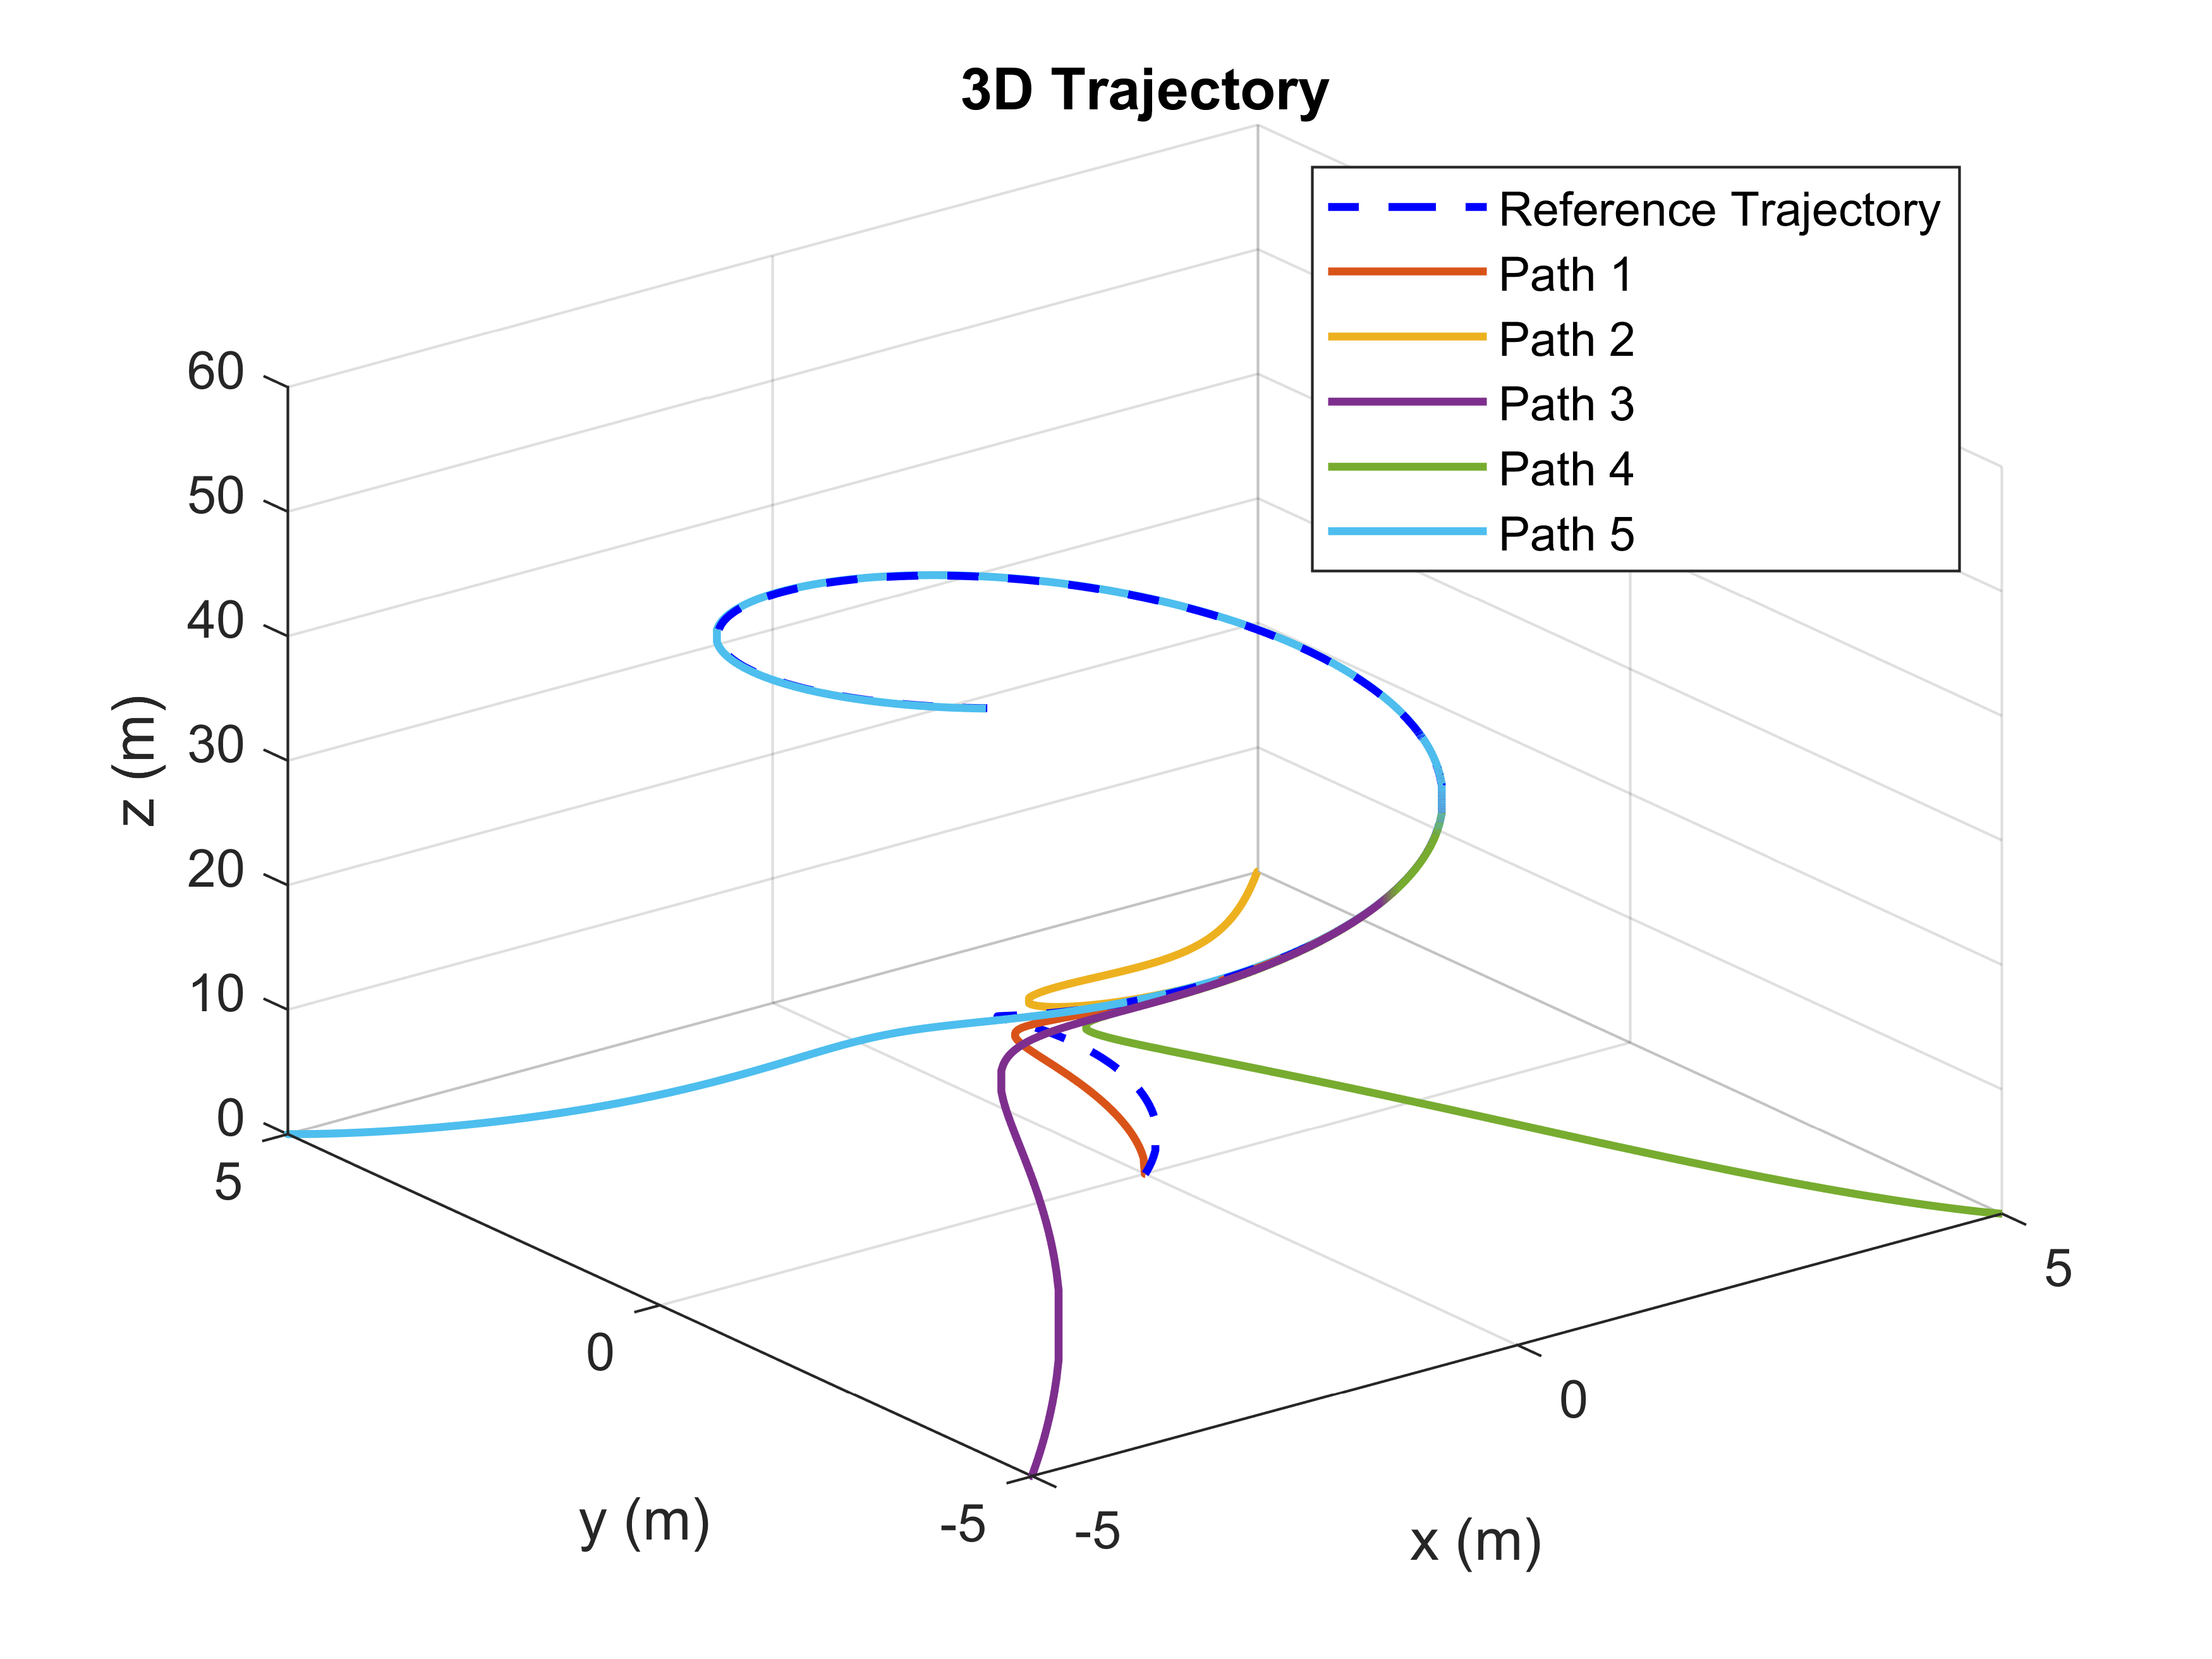 3D Trajectory
Reference Trajectory
Path 1
Path 2
Path 3
Path 4
Path 5
60
50
40
30
20
10
0
z (m)
5
0
-5
y (m)
-5
0
5
x (m)